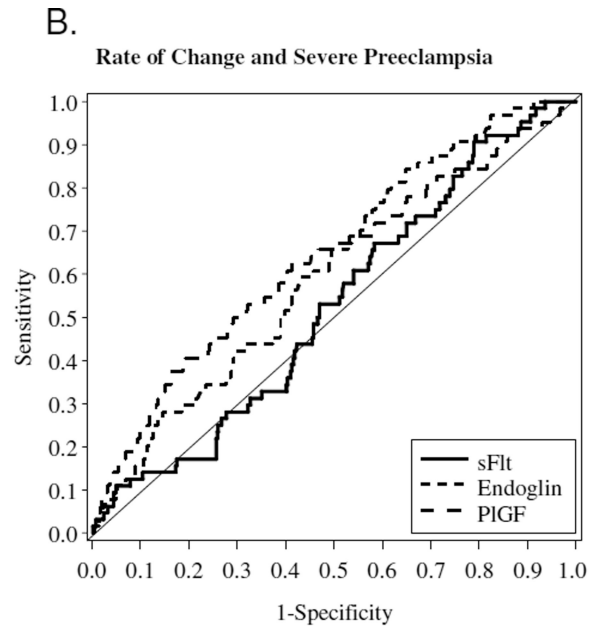 B.
Rate of Change and Severe Preeclampsia
1.0
0.9
0.8
0.7
0.6
0.5
0.4
0.3
0.2
0.1
0.0
Sensitivity
sFlt
Endoglin
PlGF
0.0 0.1 0.2 0.3 0.4 0.5 0.6 0.7 0.8 0.9 1.0
1-Specificity